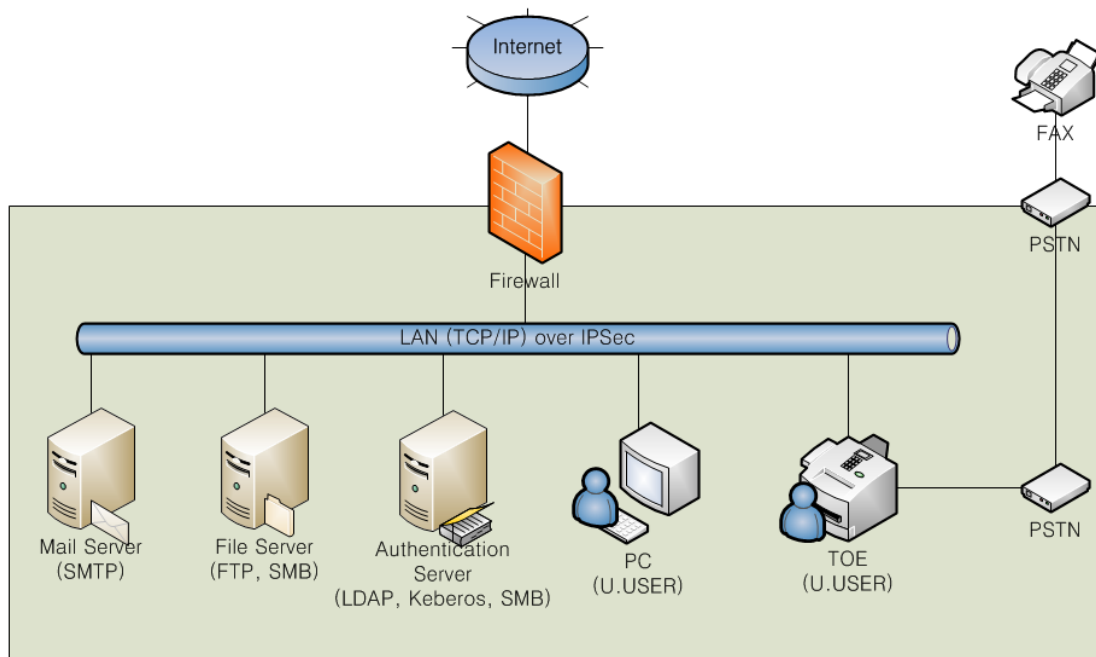 Internet
FAX
PSTN
Firewall
LAN (TCP/IP) over IPSec
Mail Server
(SMTP)
File Server
(FTP, SMB)
Authentication
Server
(LDAP, Keberos, SMB)
PC
(U.USER)
TOE
(U.USER)
PSTN